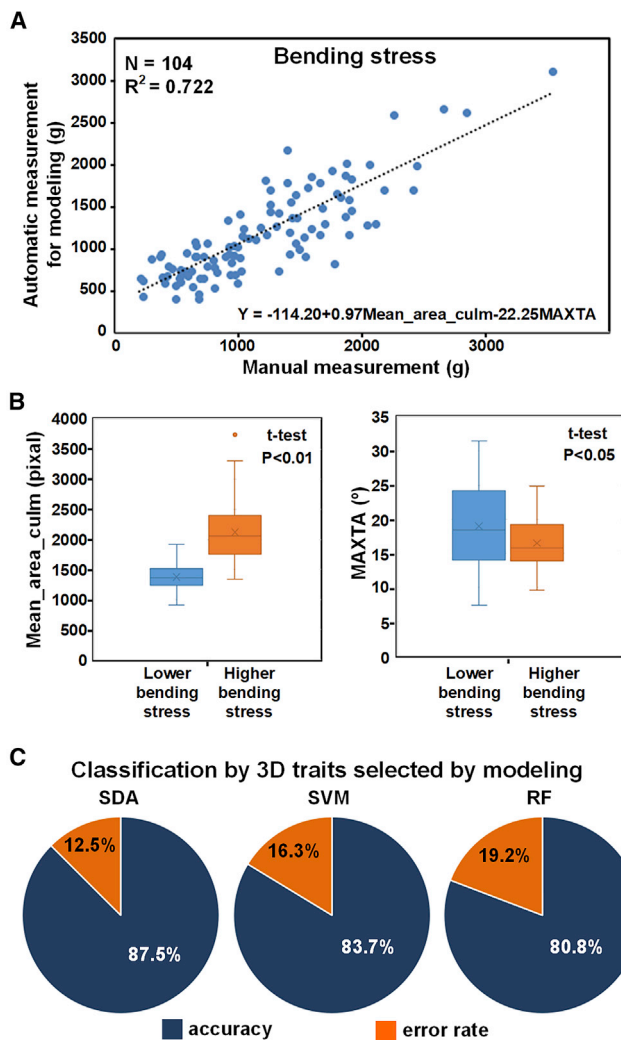 A
Bending stress
N = 104
R² = 0.722
3500
3000
2500
2000
1500
1000
500
0
Automatic measurement
for modeling (g)
Y = -114.20+0.97Mean_area_culm-22.25MAXTA
0 1000 2000 3000
Manual measurement (g)
B
4000
3500
3000
2500
2000
1500
1000
500
0
Mean_area_culm (pixal)
t-test
P<0.01
Lower
bending
stress
Higher
bending
stress
35
30
25
20
15
10
5
0
MAXTA (º)
t-test
P<0.05
Lower
bending
stress
Higher
bending
stress
C
Classification by 3D traits selected by modeling
SDA SVM RF
12.5% 16.3% 19.2%
87.5% 83.7% 80.8%
accuracy error rate